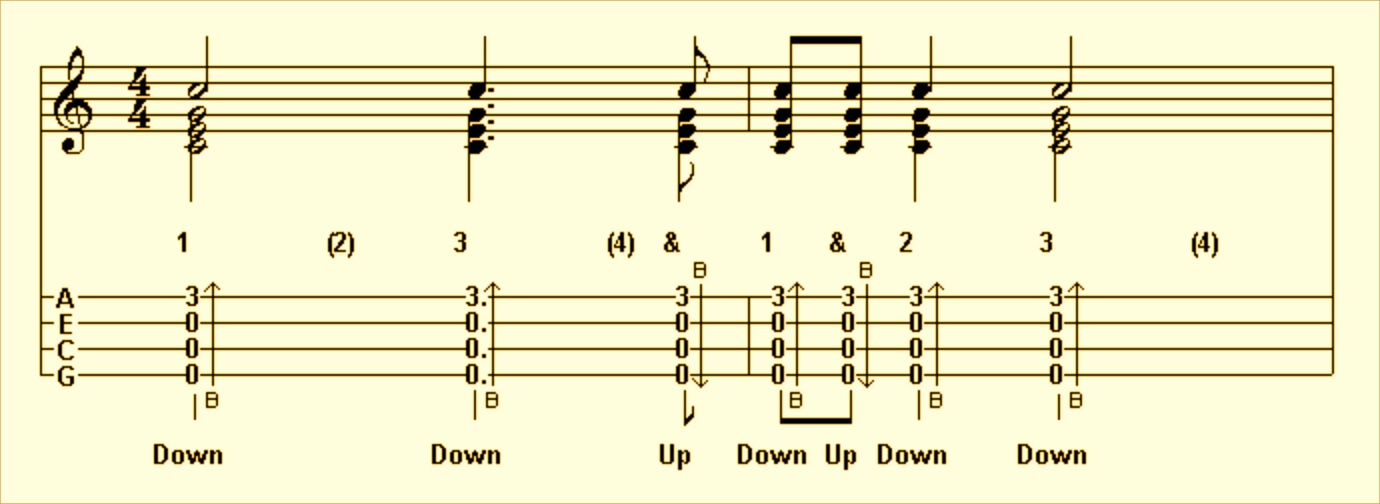 4
4
1 (2) 3 (4) & 1 & 2 3 (4)
B B
A 3 3. 3 3 3 3 3
E 0 0. 0 0 0 0 0
C 0 0. 0 0 0 0 0
G 0 0. 0 0 0 0 0
B B B B B
Down Down Up Down Up Down Down